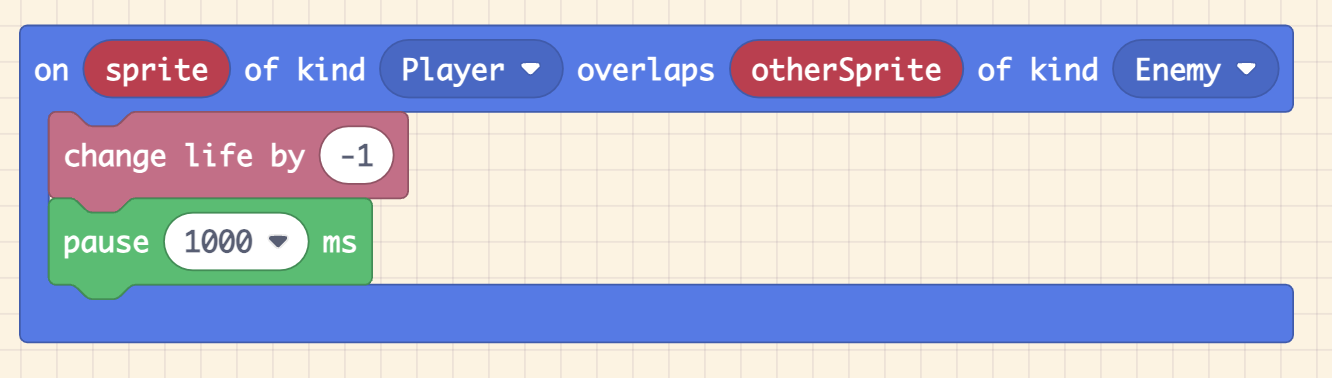 on sprite of kind Player overlaps otherSprite of kind Enemy
change life by -1
pause 1000 ms